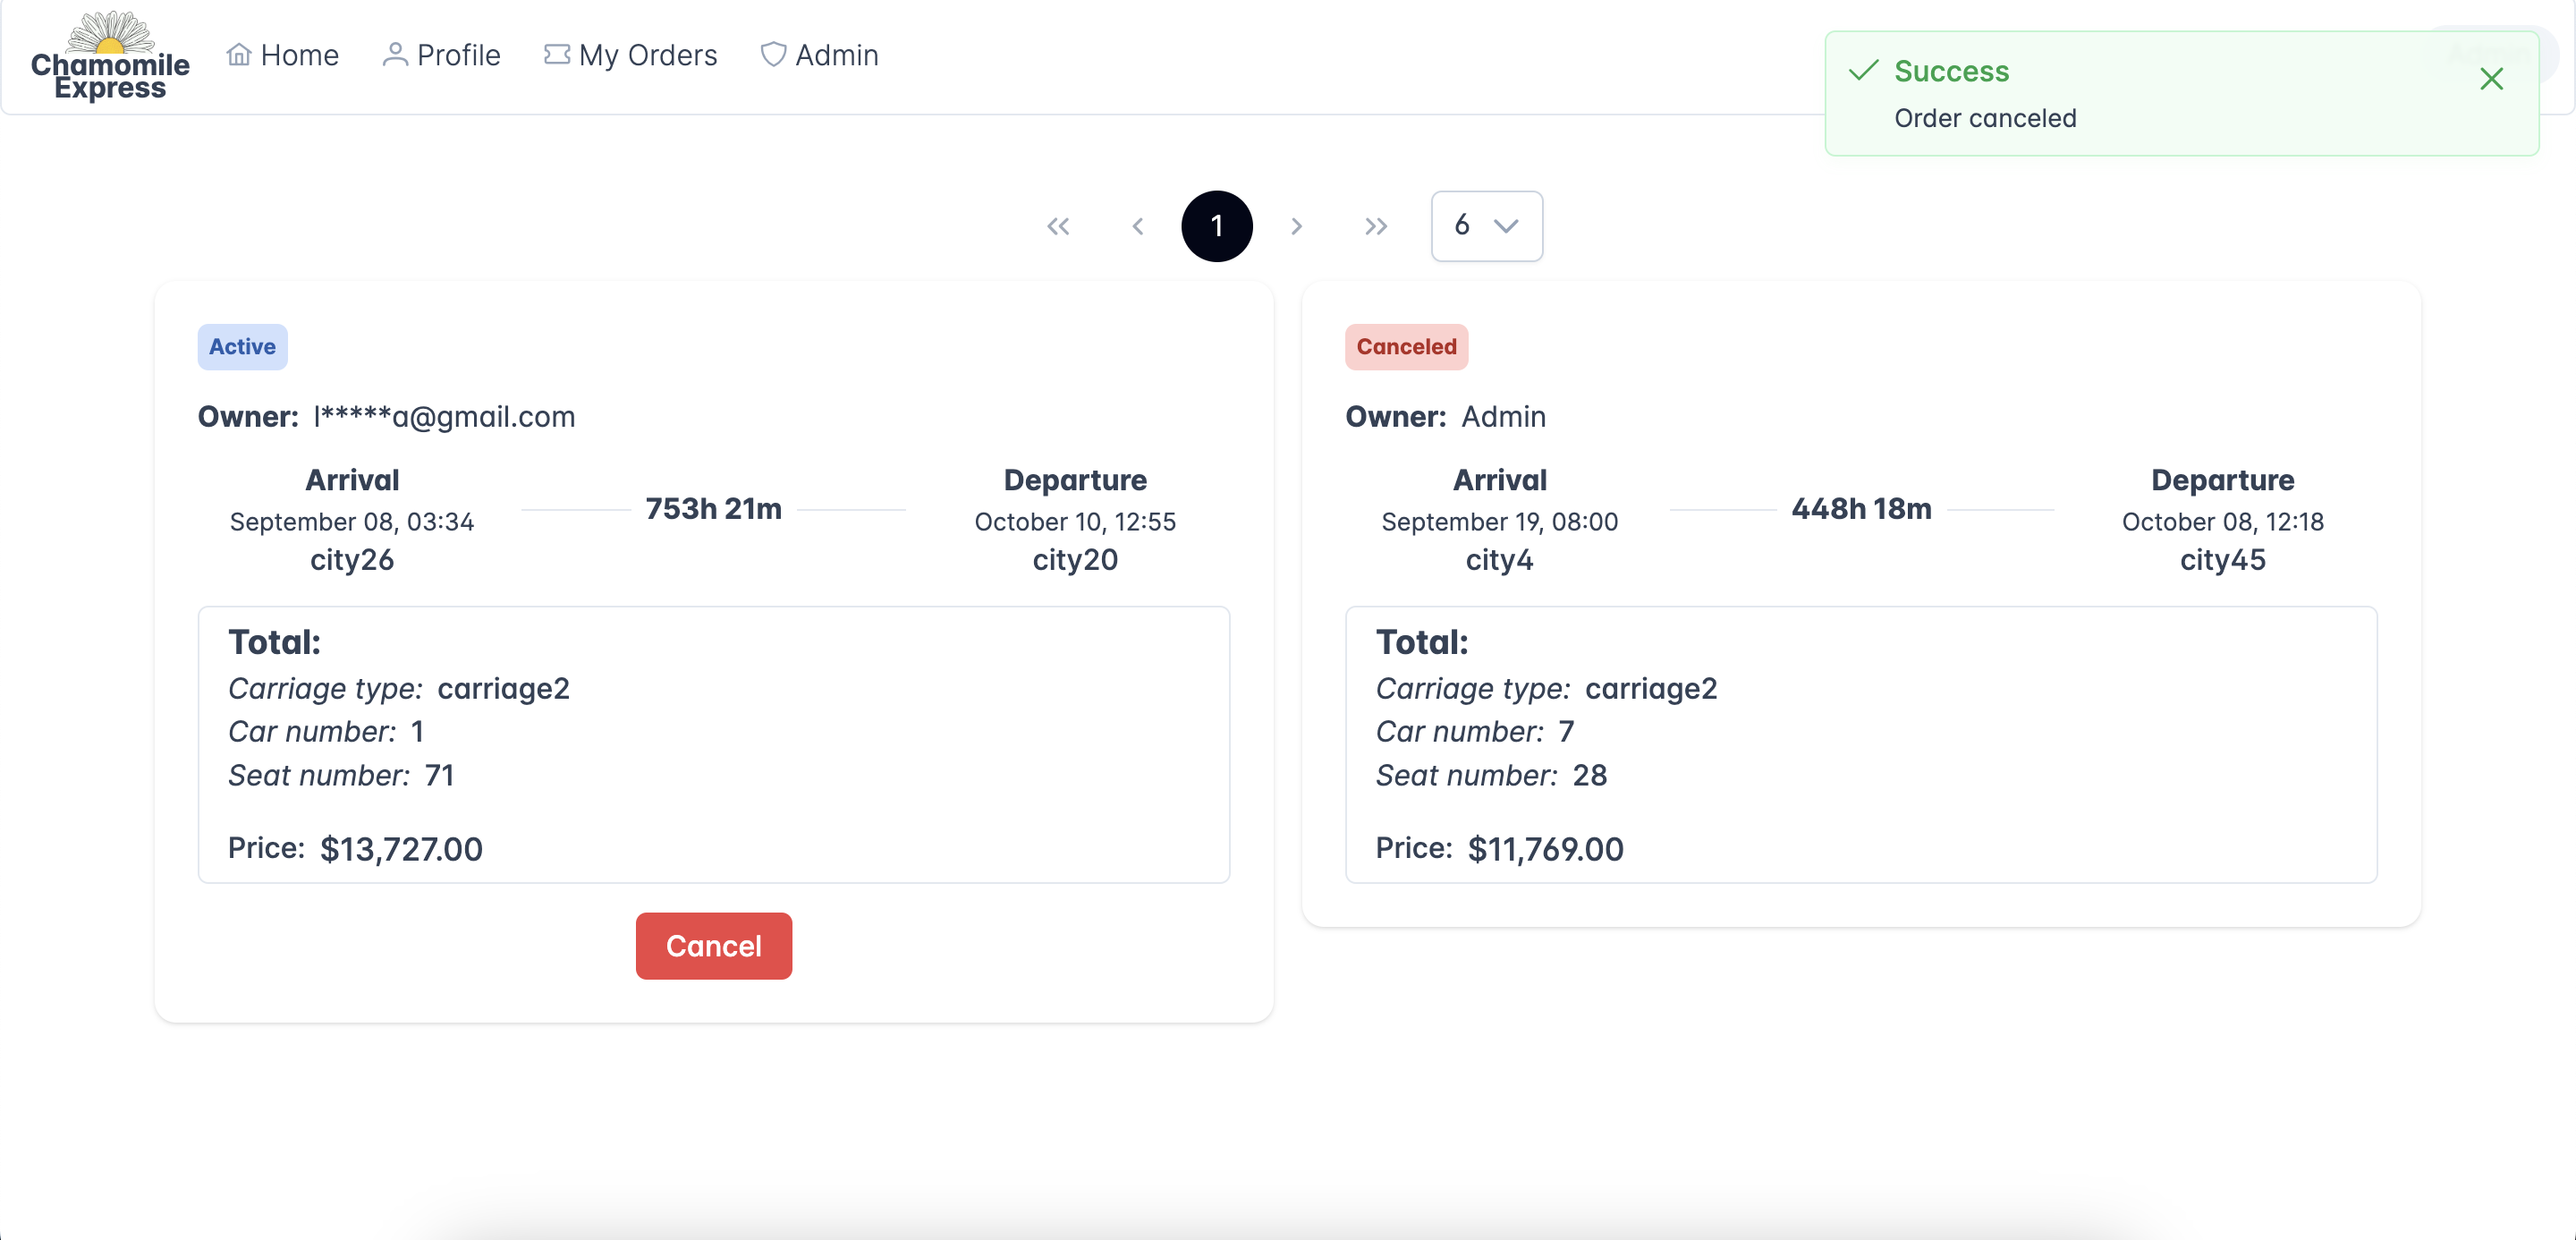 Chamomile
Express
Home
Profile
My Orders
Admin
Success
Order canceled
1
6
Active
Owner: l*****a@gmail.com
Arrival
September 08, 03:34
city26
753h 21m
Departure
October 10, 12:55
city20
Total:
Carriage type: carriage2
Car number: 1
Seat number: 71
Price: $13,727.00
Cancel
Canceled
Owner: Admin
Arrival
September 19, 08:00
city4
448h 18m
Departure
October 08, 12:18
city45
Total:
Carriage type: carriage2
Car number: 7
Seat number: 28
Price: $11,769.00